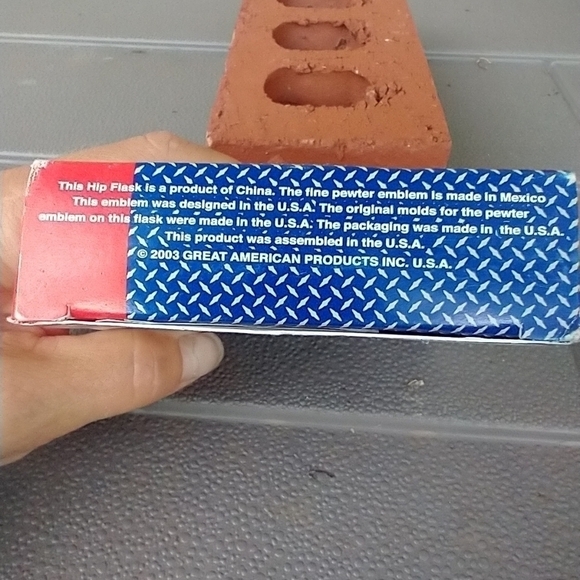 This Hip Flask is a product of China. The fine pewter emblem is made in Mexico
This emblem was designed in the U.S.A. The original molds for the pewter
emblem on this flask were made in the U.S.A. The packaging was made in the U.S.A.
This product was assembled in the U.S.A.
© 2003 GREAT AMERICAN PRODUCTS INC. U.S.A.